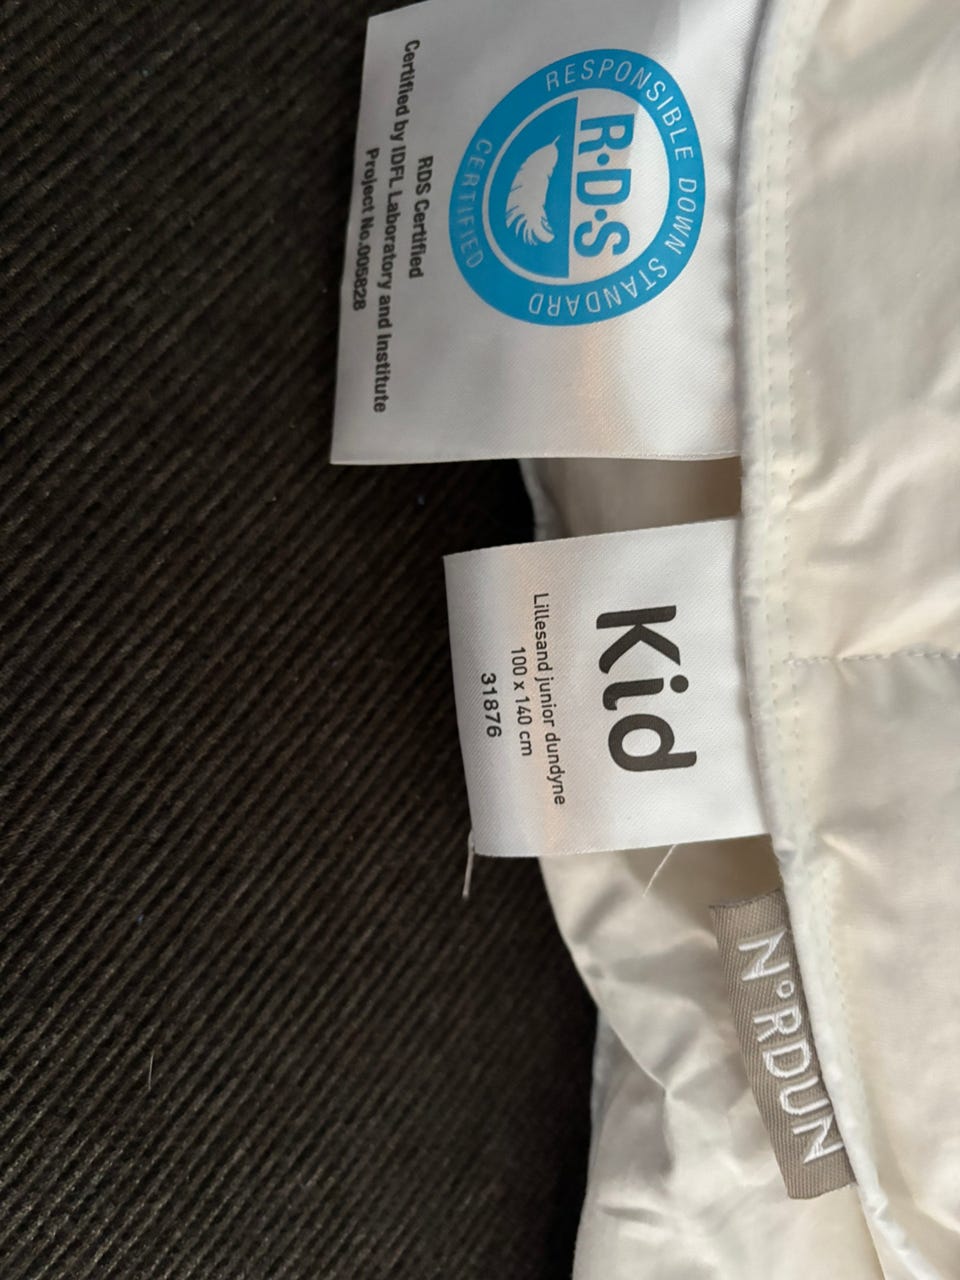 RESPONSIBLE DOWN STANDARD
R·D·S
CERTIFIED
RDS Certified
Certified by IDFL Laboratory and Institute
Project No.005828
Kid
Lillesand junior dundyne
100 x 140 cm
31876
N°RDUN